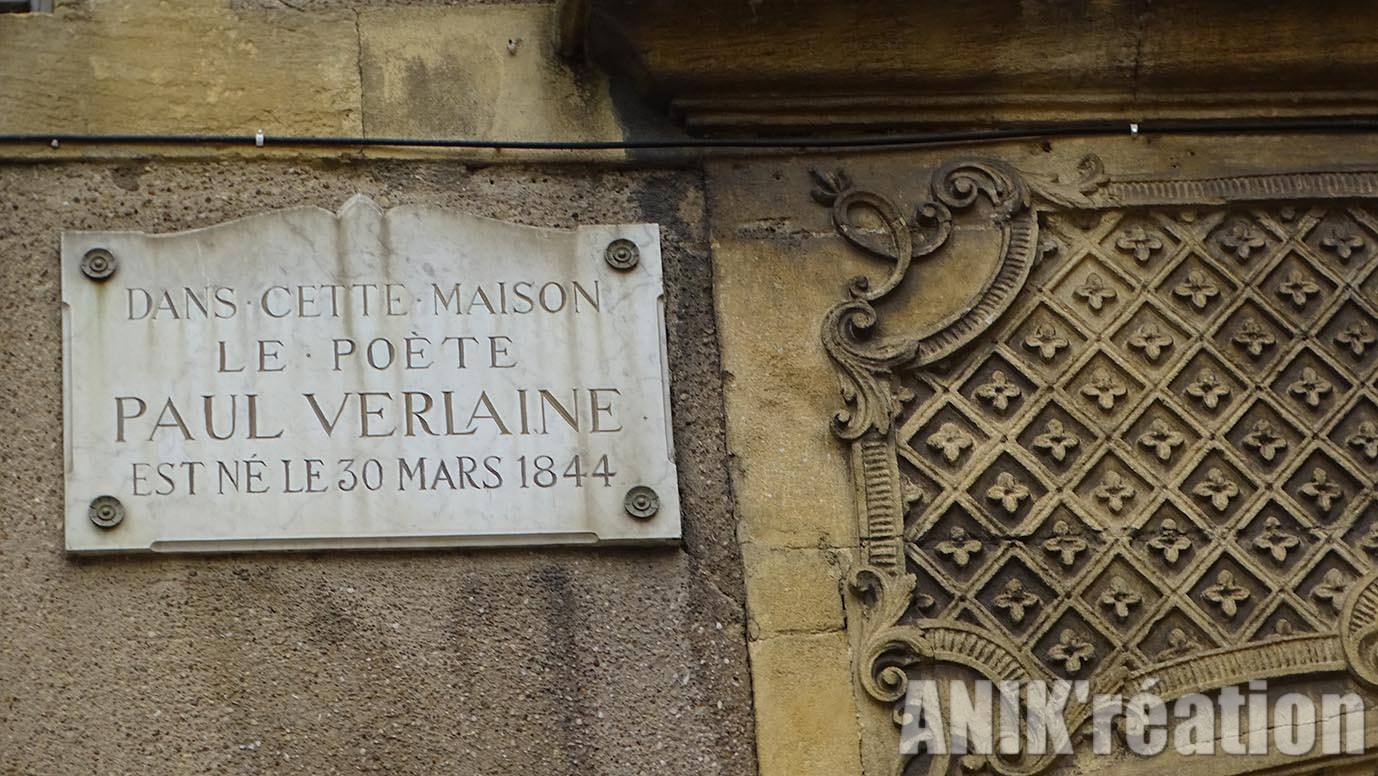 DANS·CETTE·MAISON
LE·POÈTE
PAUL VERLAINE
EST NÉ LE 30 MARS 1844
ANIK'réation